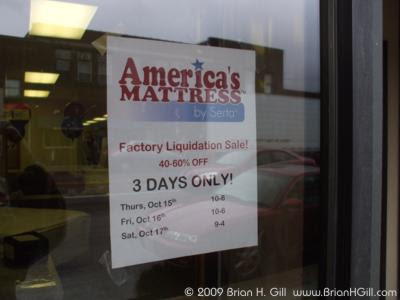 America's
MATTRESS™
by Serta®
Factory Liquidation Sale!
40-60% OFF
3 DAYS ONLY!
Thurs, Oct 15th 10-6
Fri, Oct 16th 10-6
Sat, Oct 17th 9-4
© 2009 Brian H. Gill www.BrianHGill.com